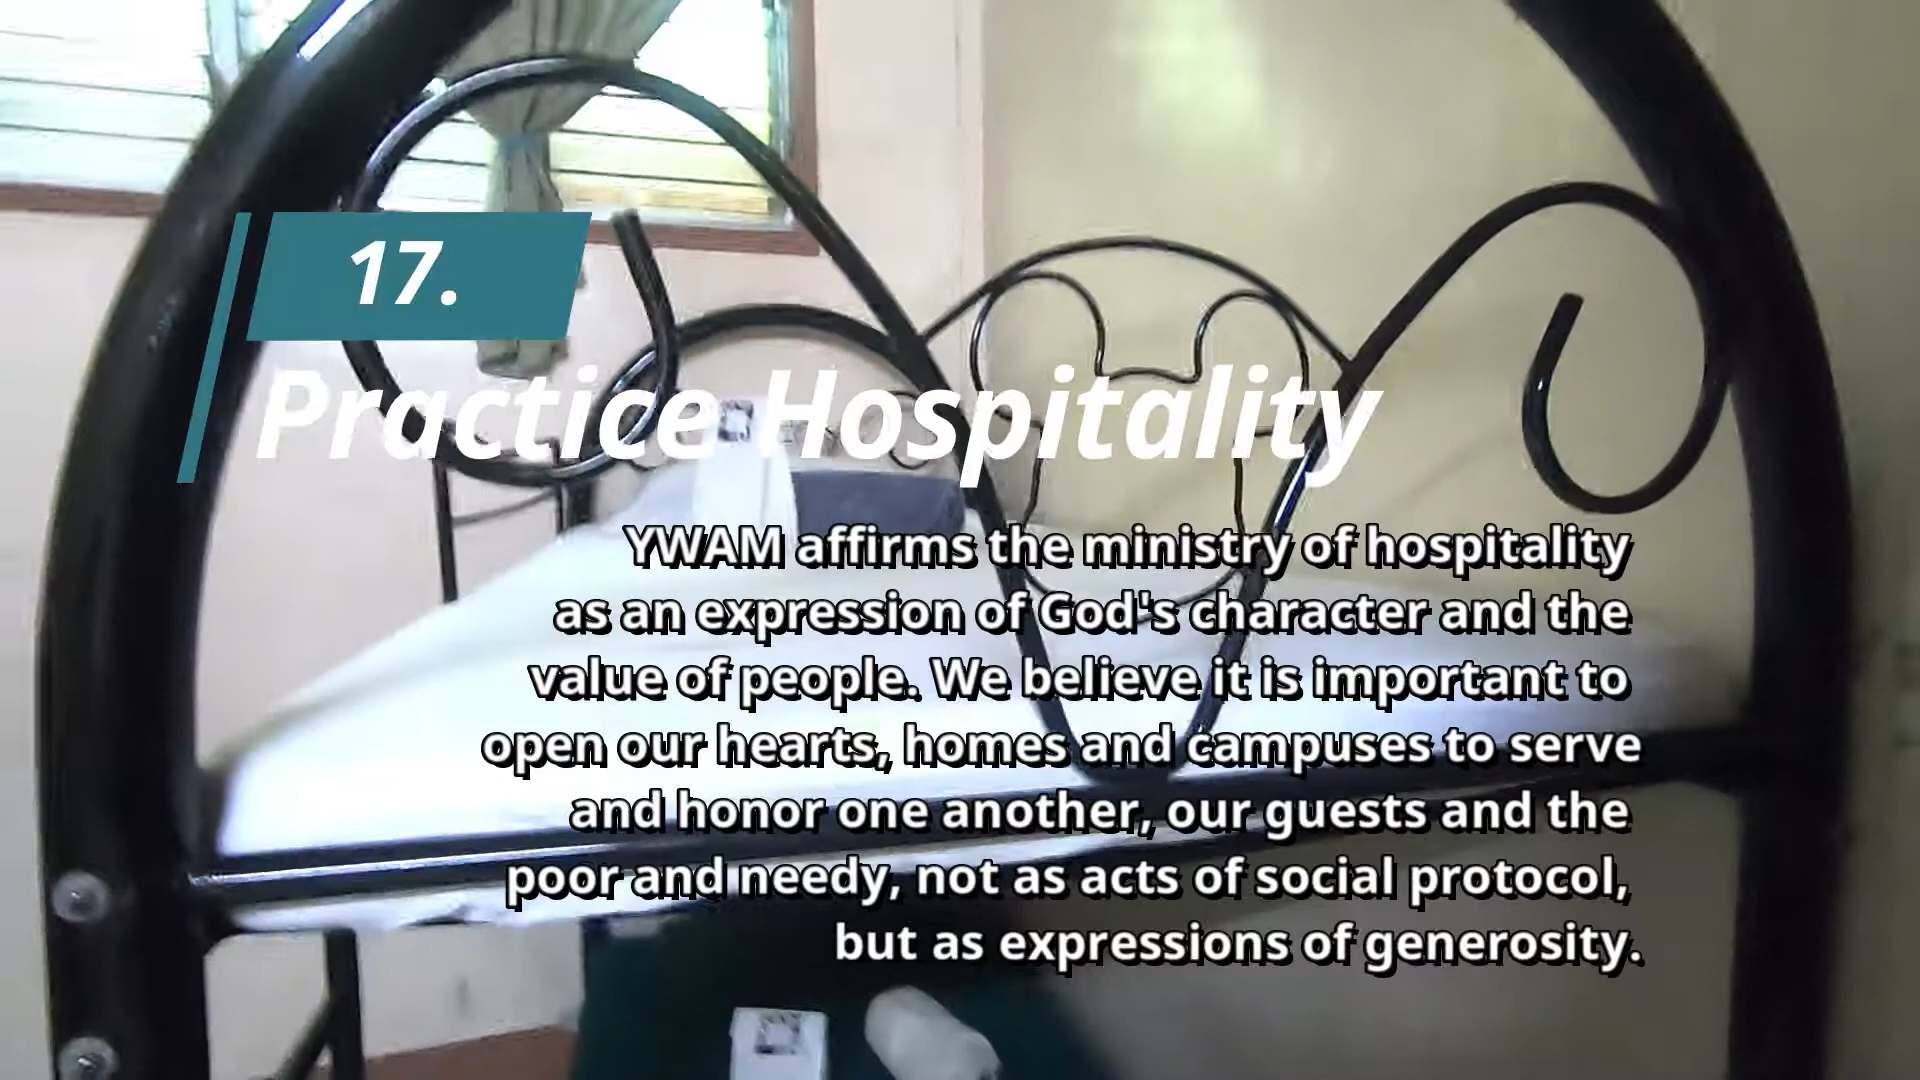 17.
Practice Hospitality
YWAM affirms the ministry of hospitality
as an expression of God's character and the
value of people. We believe it is important to
open our hearts, homes and campuses to serve
and honor one another, our guests and the
poor and needy, not as acts of social protocol,
but as expressions of generosity.